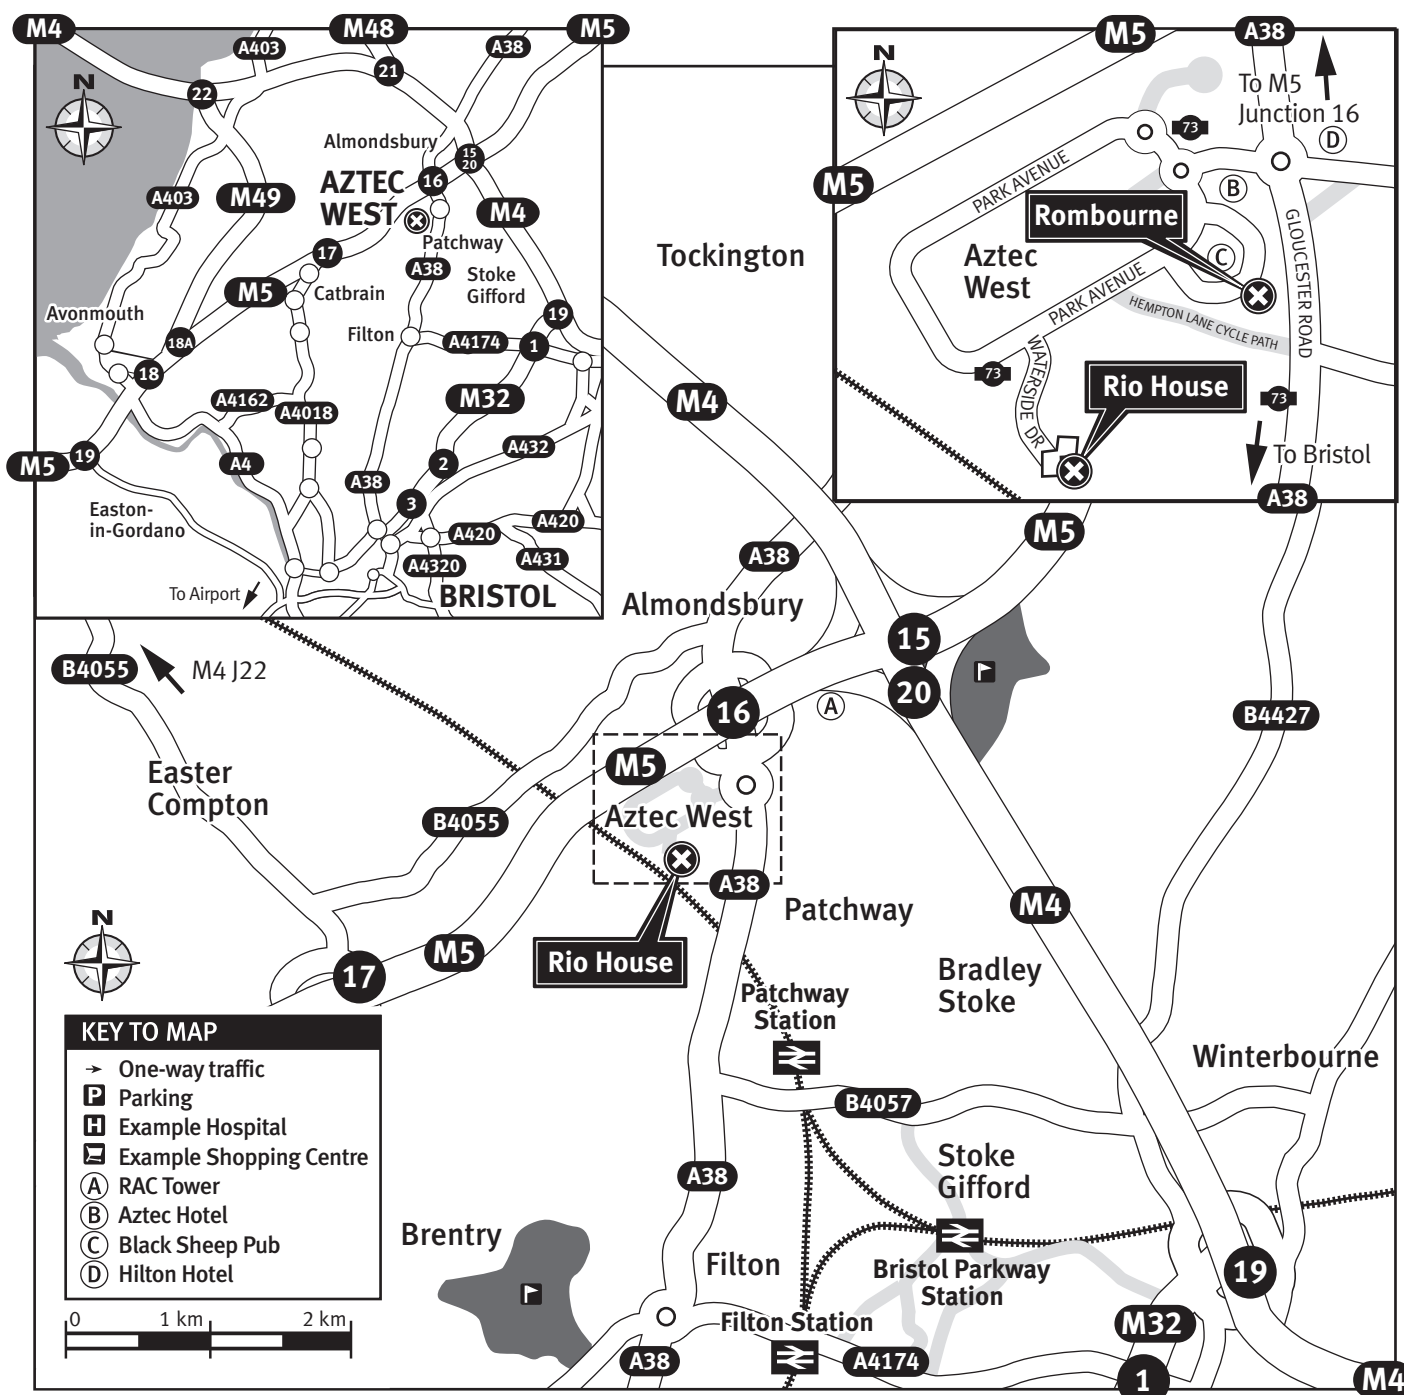 M4
M48
M5
A403
A38
N
22
21
Almondsbury
15
20
AZTEC
WEST
16
A403
M49
M4
17
Patchway
A38
Stoke
Gifford
M5
Catbrain
Avonmouth
19
18A
Filton
A4174
1
18
A4162
A4018
M32
M5
19
A4
A432
2
A38
3
Easton-
in-Gordano
A420
A420
A4320
A431
To Airport
BRISTOL
M5
A38
N
To M5
Junction 16
73
D
M5
PARK AVENUE
B
Rombourne
GLOUCESTER ROAD
Aztec
West
C
PARK AVENUE
HEMPTON LANE CYCLE PATH
WATERSIDE DR
73
Rio House
73
To Bristol
A38
Tockington
M4
M5
A38
Almondsbury
15
B4055
M4 J22
20
16
A
B4427
M5
Easter
Compton
Aztec West
B4055
A38
M4
Patchway
N
M5
Rio House
17
Bradley
Stoke
Patchway
Station
Winterbourne
B4057
Stoke
Gifford
A38
Brentry
Filton
Bristol Parkway
Station
19
Filton Station
M32
A38
A4174
1
M4
KEY TO MAP
One-way traffic
P Parking
H Example Hospital
Example Shopping Centre
A RAC Tower
B Aztec Hotel
C Black Sheep Pub
D Hilton Hotel
0 1 km 2 km